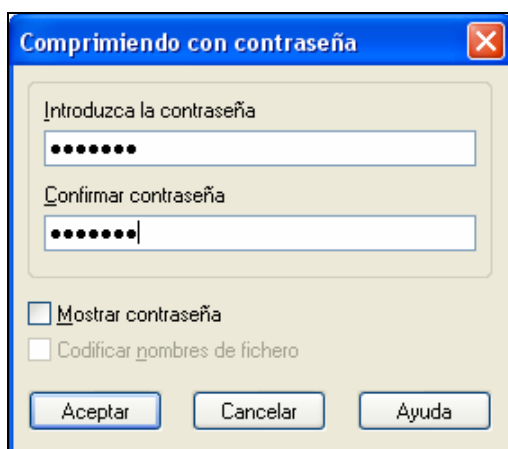 Comprimiendo con contraseña
Introduzca la contraseña
•••••••
Confirmar contraseña
•••••••
Mostrar contraseña
Codificar nombres de fichero
Aceptar Cancelar Ayuda